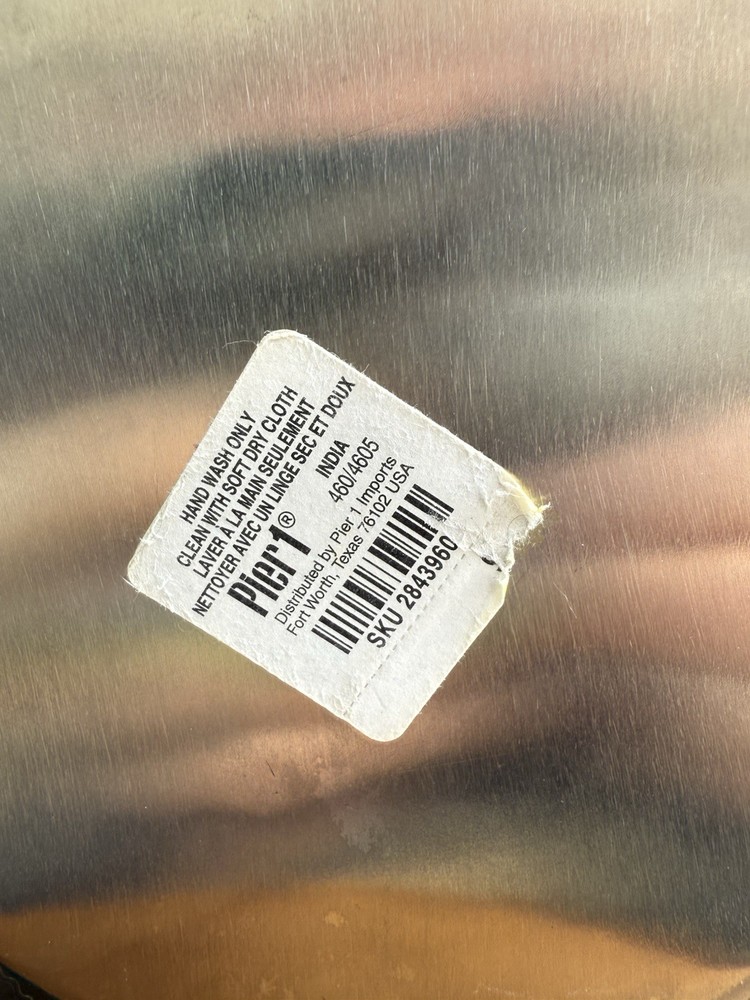 HAND WASH ONLY
CLEAN WITH SOFT DRY CLOTH
LAVER À LA MAIN SEULEMENT
NETTOYER AVEC UN LINGE SEC ET DOUX
INDIA
Pier1® 460/4605
Distributed by Pier 1 Imports
Fort Worth, Texas 76102 USA
SKU 2843960